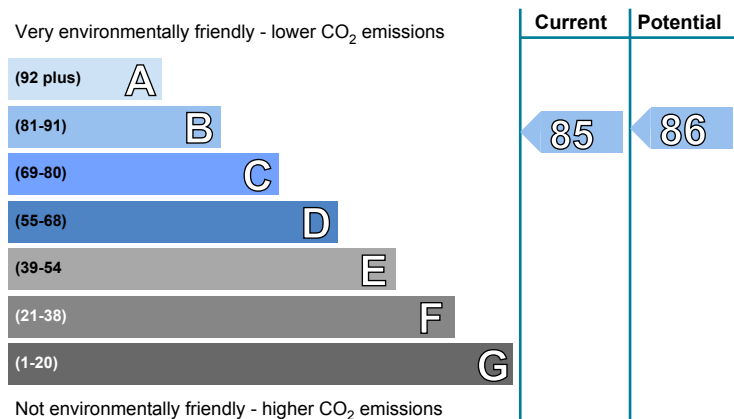 Current Potential
Very environmentally friendly - lower CO₂ emissions
(92 plus) A
(81-91) B 85 86
(69-80) C
(55-68) D
(39-54 E
(21-38) F
(1-20) G
Not environmentally friendly - higher CO₂ emissions